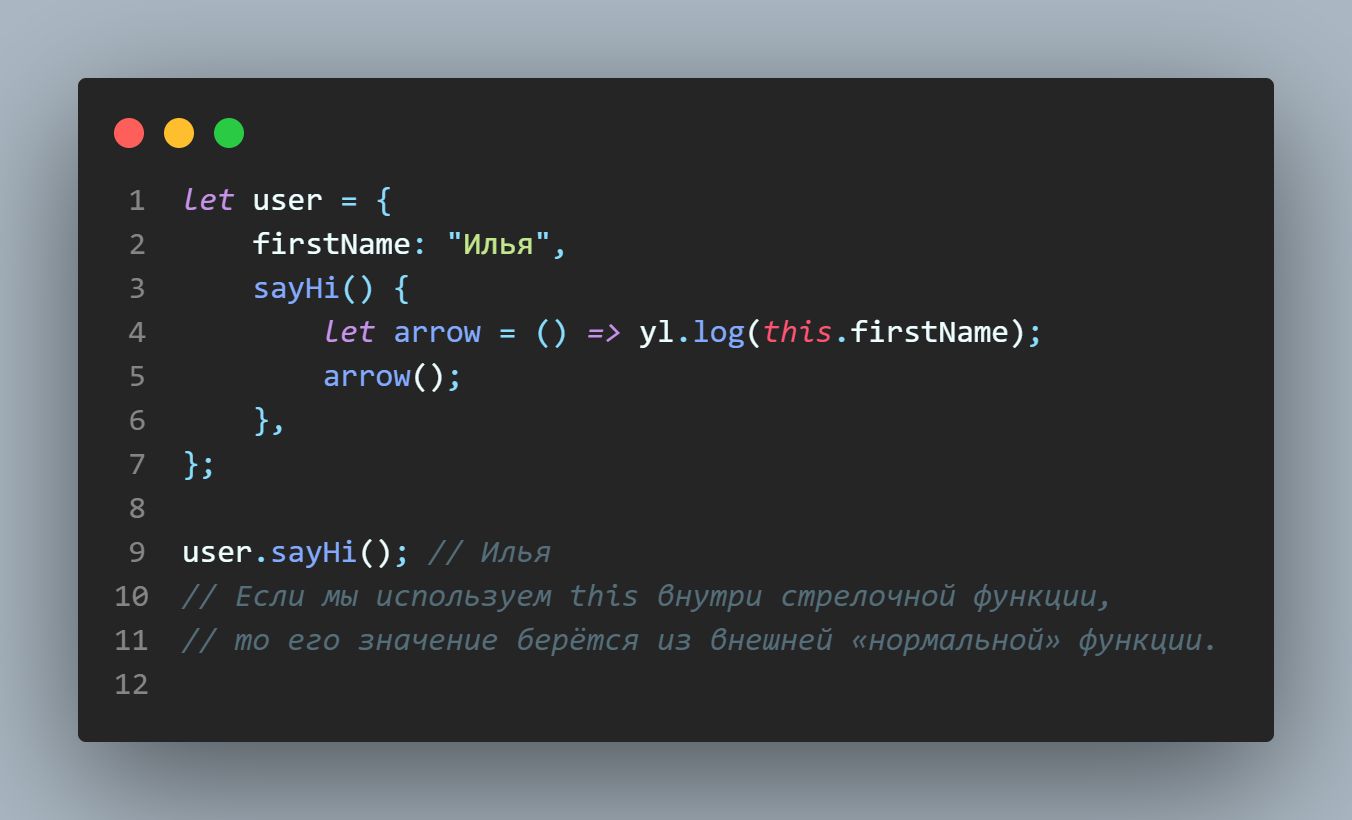 1 let user = {
2     firstName: "Илья",
3     sayHi() {
4         let arrow = () => yl.log(this.firstName);
5         arrow();
6     },
7 };
8
9 user.sayHi(); // Илья
10 // Если мы используем this внутри стрелочной функции,
11 // то его значение берётся из внешней «нормальной» функции.
12